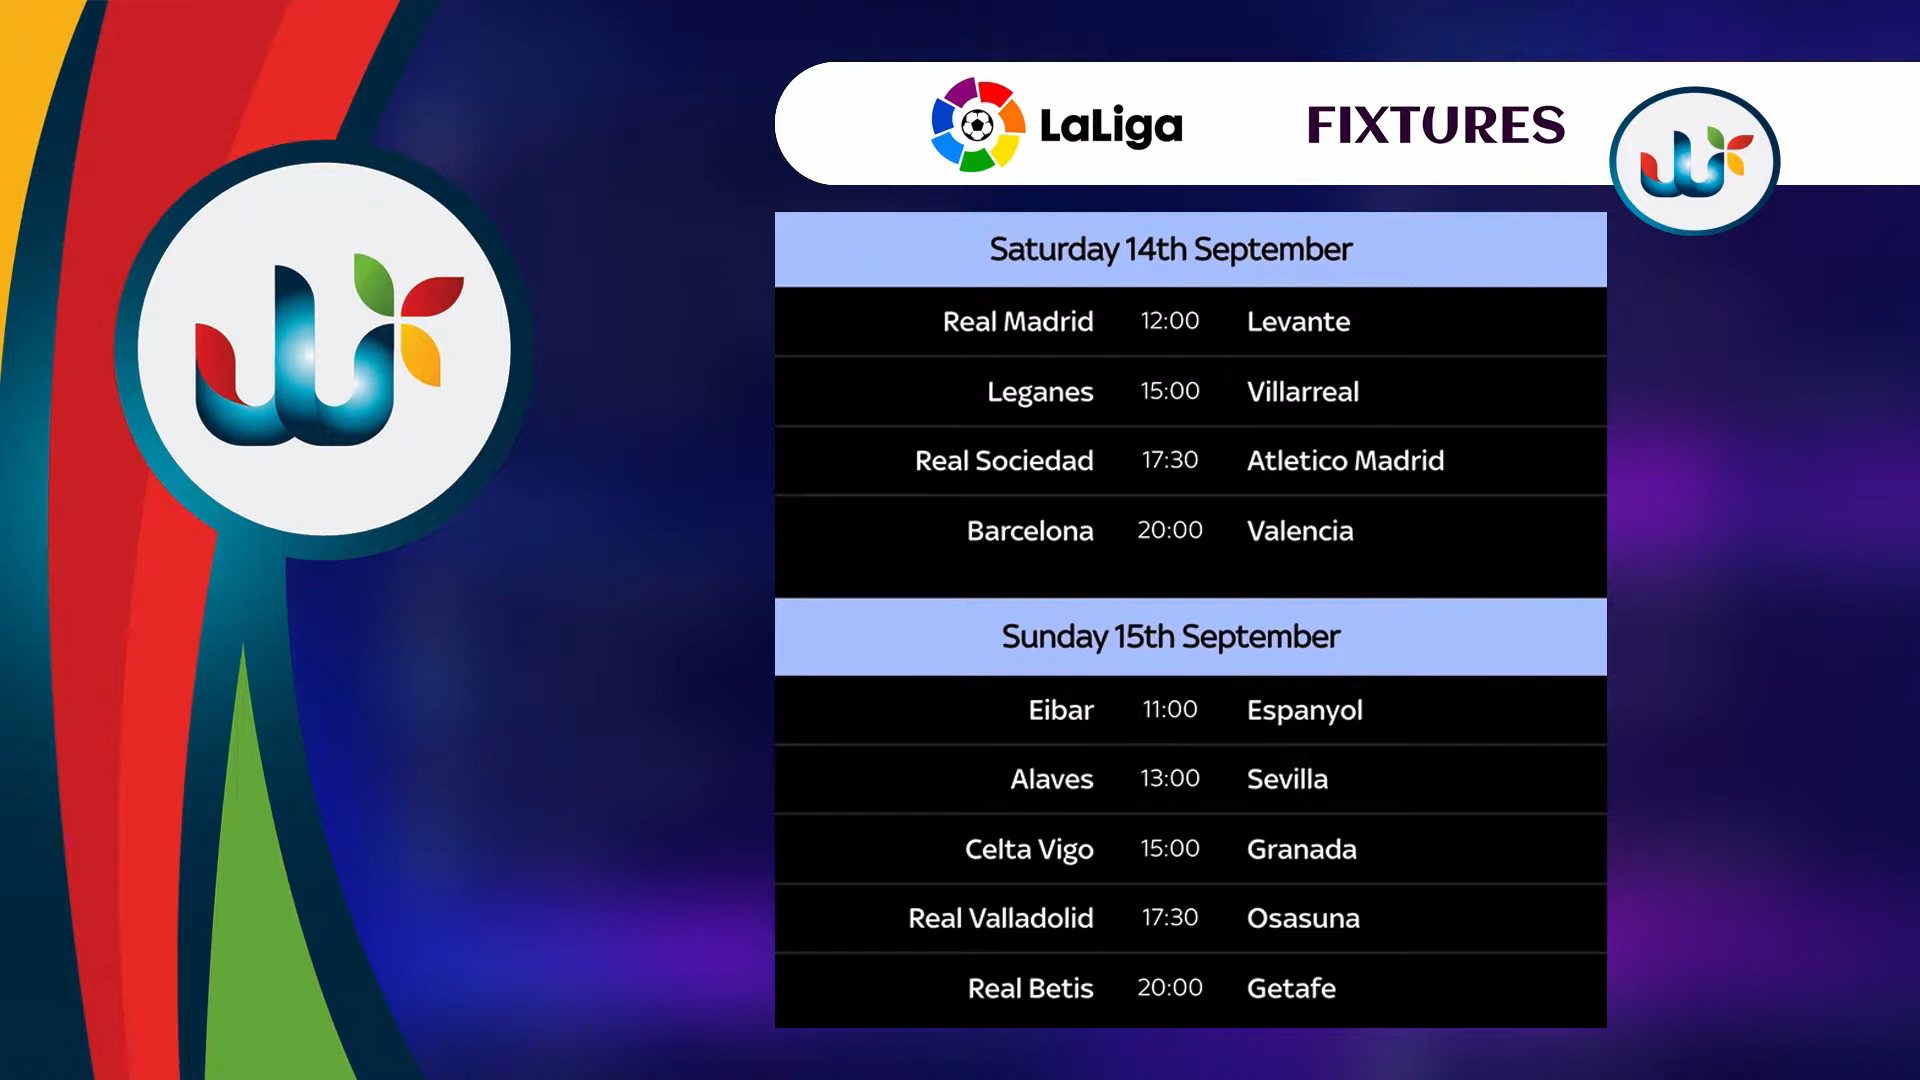 LaLiga FIXTURES
Saturday 14th September
Real Madrid 12:00 Levante
Leganes 15:00 Villarreal
Real Sociedad 17:30 Atletico Madrid
Barcelona 20:00 Valencia
Sunday 15th September
Eibar 11:00 Espanyol
Alaves 13:00 Sevilla
Celta Vigo 15:00 Granada
Real Valladolid 17:30 Osasuna
Real Betis 20:00 Getafe